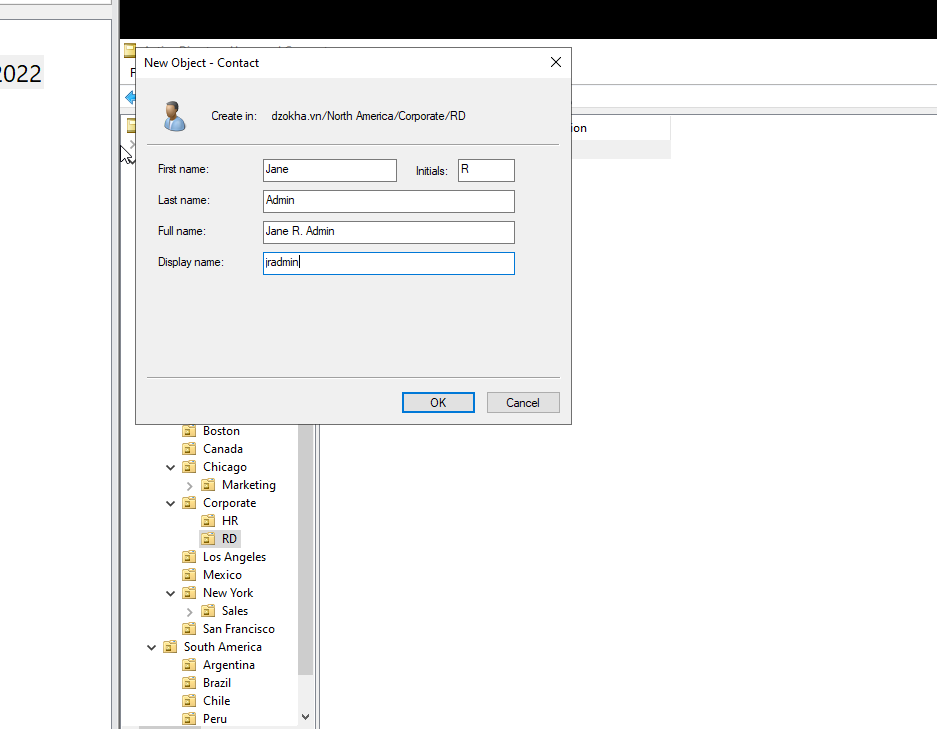 2022
New Object - Contact
Create in: dzokha.vn/North America/Corporate/RD
First name: Jane Initials: R
Last name: Admin
Full name: Jane R. Admin
Display name: jradmin
OK Cancel
Boston
Canada
Chicago
Marketing
Corporate
HR
RD
Los Angeles
Mexico
New York
Sales
San Francisco
South America
Argentina
Brazil
Chile
Peru